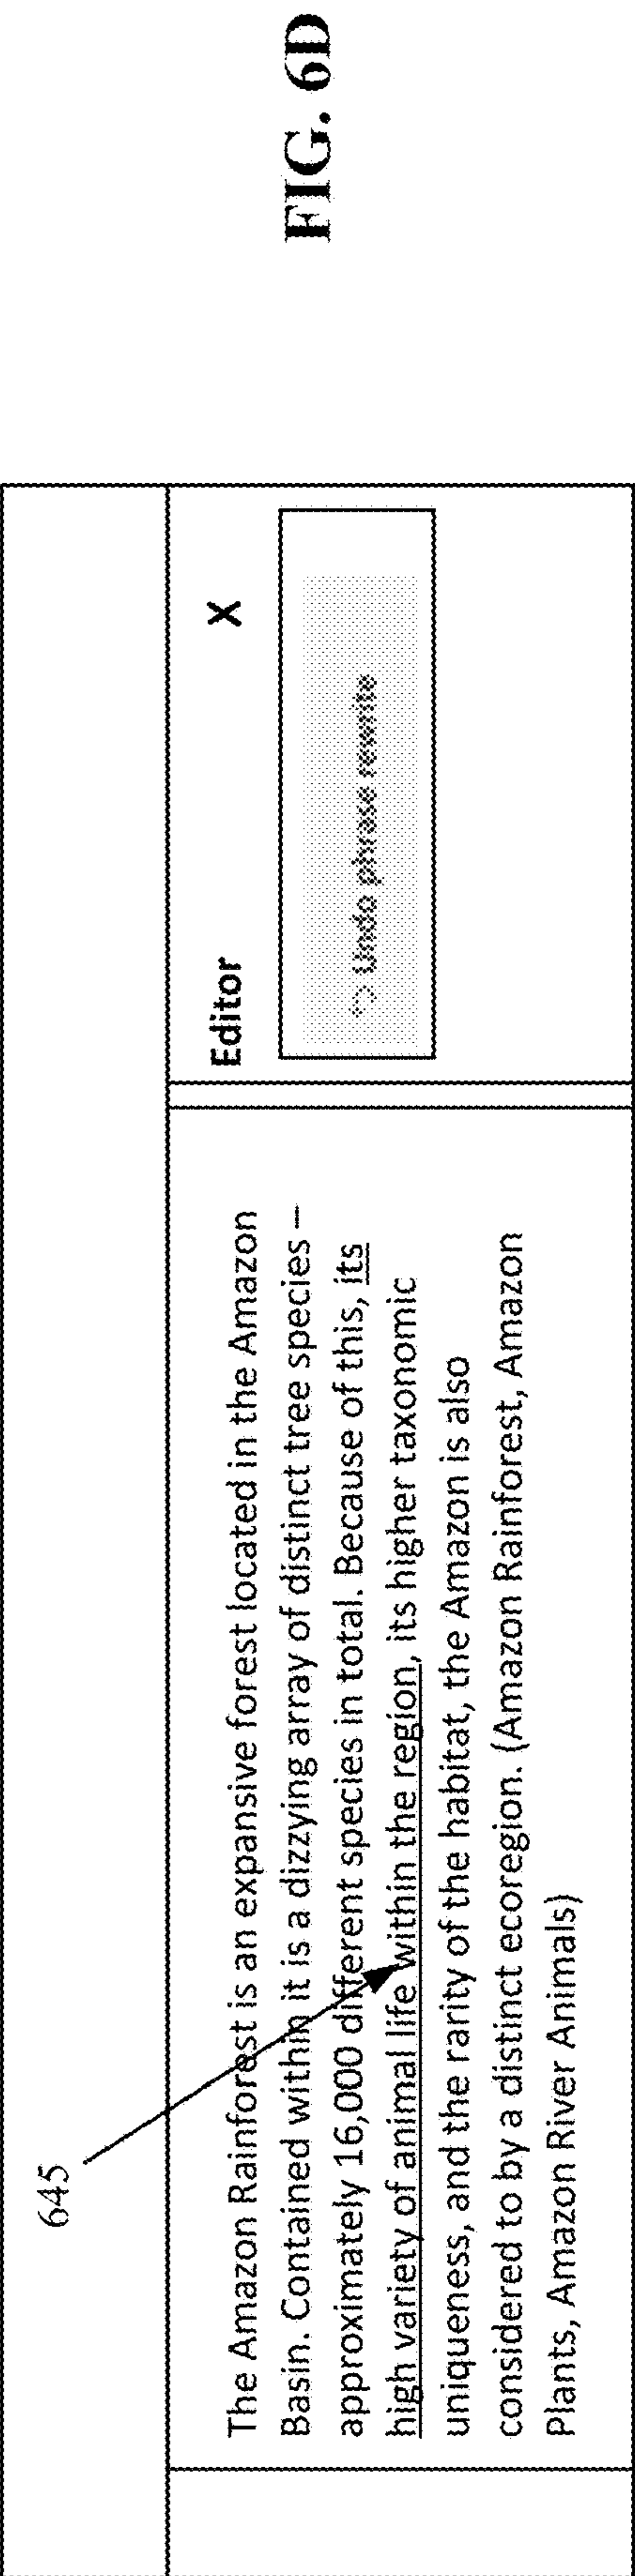 645
The Amazon Rainforest is an expansive forest located in the Amazon
Basin. Contained within it is a dizzying array of distinct tree species –
approximately 16,000 different species in total. Because of this, its
high variety of animal life within the region, its higher taxonomic
uniqueness, and the rarity of the habitat, the Amazon is also
considered to by a distinct ecoregion. (Amazon Rainforest, Amazon
Plants, Amazon River Animals)
Editor X
Undo phrase rewrite
FIG. 6D